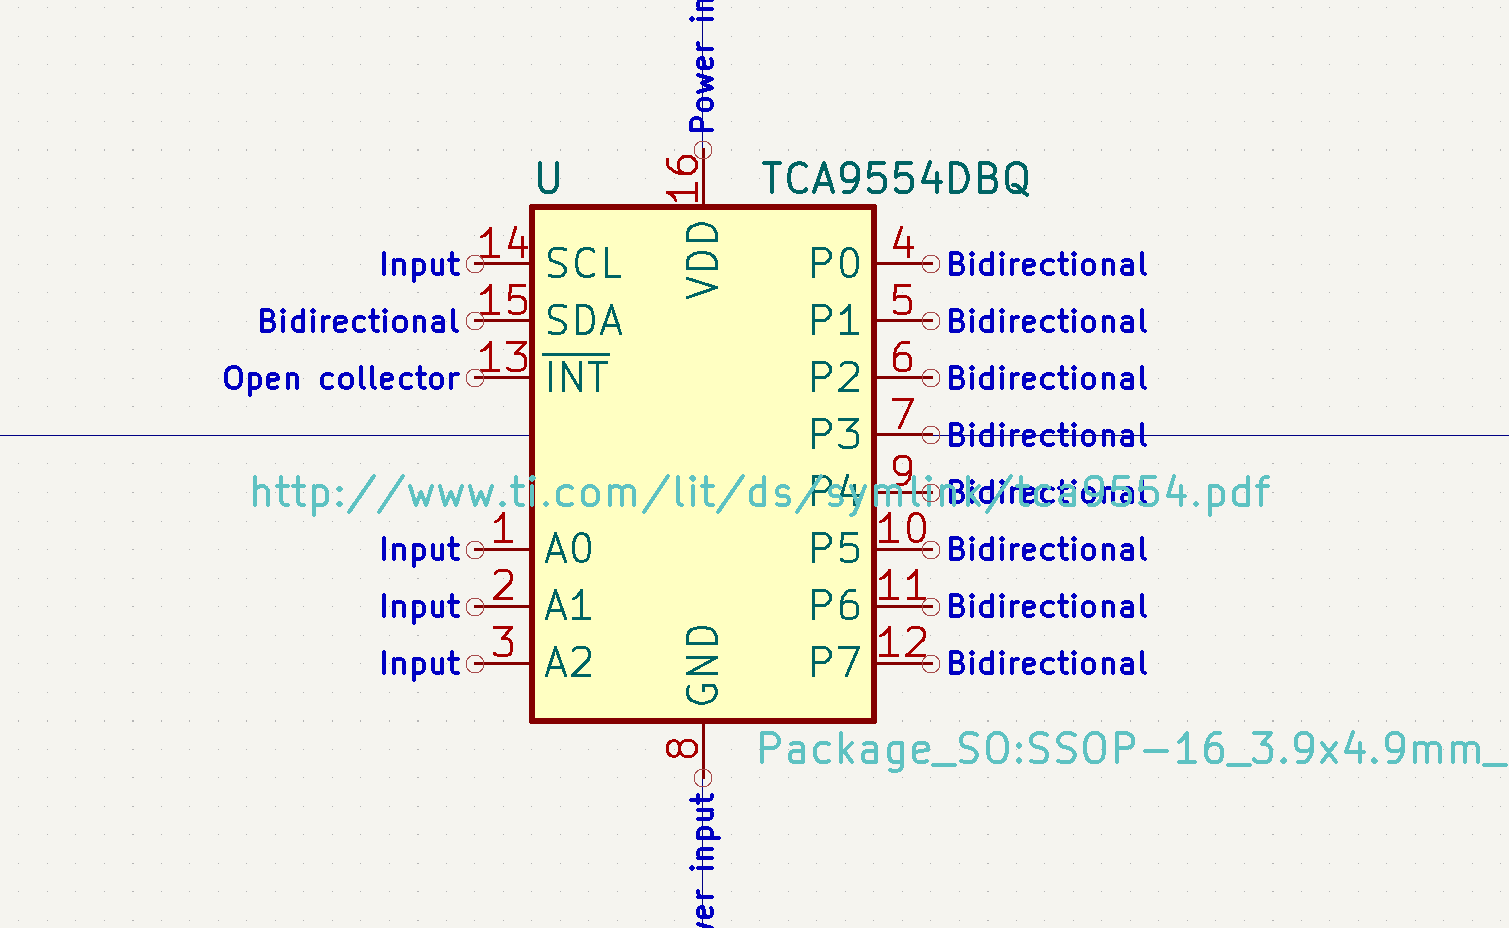 Power in
16
U
TCA9554DBQ
VDD
Input 14 SCL
P0 4 Bidirectional
Bidirectional 15 SDA
P1 5 Bidirectional
Open collector 13 INT
P2 6 Bidirectional
P3 7 Bidirectional
P4 9 Bidirectional
http://www.ti.com/lit/ds/symlink/tca9554.pdf
Input 1 A0
P5 10 Bidirectional
Input 2 A1
P6 11 Bidirectional
Input 3 A2
P7 12 Bidirectional
GND
8
Package_SO:SSOP-16_3.9x4.9mm_
wer input